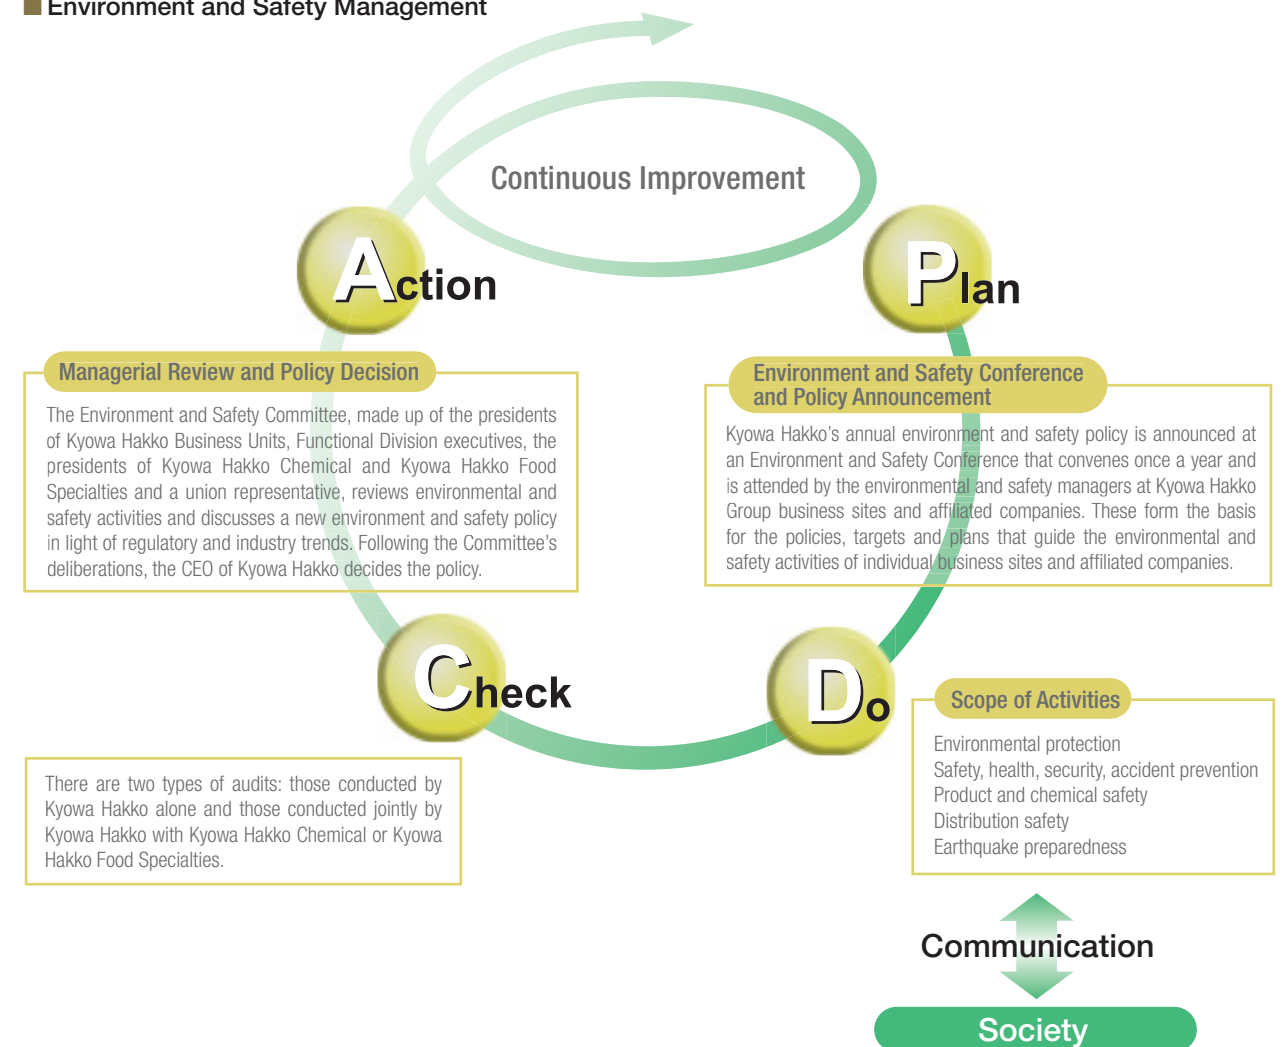 Environment and Safety Management
Continuous Improvement
Action
Plan
Managerial Review and Policy Decision
The Environment and Safety Committee, made up of the presidents
of Kyowa Hakko Business Units, Functional Division executives, the
presidents of Kyowa Hakko Chemical and Kyowa Hakko Food
Specialties and a union representative, reviews environmental and
safety activities and discusses a new environment and safety policy
in light of regulatory and industry trends. Following the Committee's
deliberations, the CEO of Kyowa Hakko decides the policy.
Environment and Safety Conference
and Policy Announcement
Kyowa Hakko's annual environment and safety policy is announced at
an Environment and Safety Conference that convenes once a year and
is attended by the environmental and safety managers at Kyowa Hakko
Group business sites and affiliated companies. These form the basis
for the policies, targets and plans that guide the environmental and
safety activities of individual business sites and affiliated companies.
Check
Do
There are two types of audits: those conducted by
Kyowa Hakko alone and those conducted jointly by
Kyowa Hakko with Kyowa Hakko Chemical or Kyowa
Hakko Food Specialties.
Scope of Activities
Environmental protection
Safety, health, security, accident prevention
Product and chemical safety
Distribution safety
Earthquake preparedness
Communication
Society